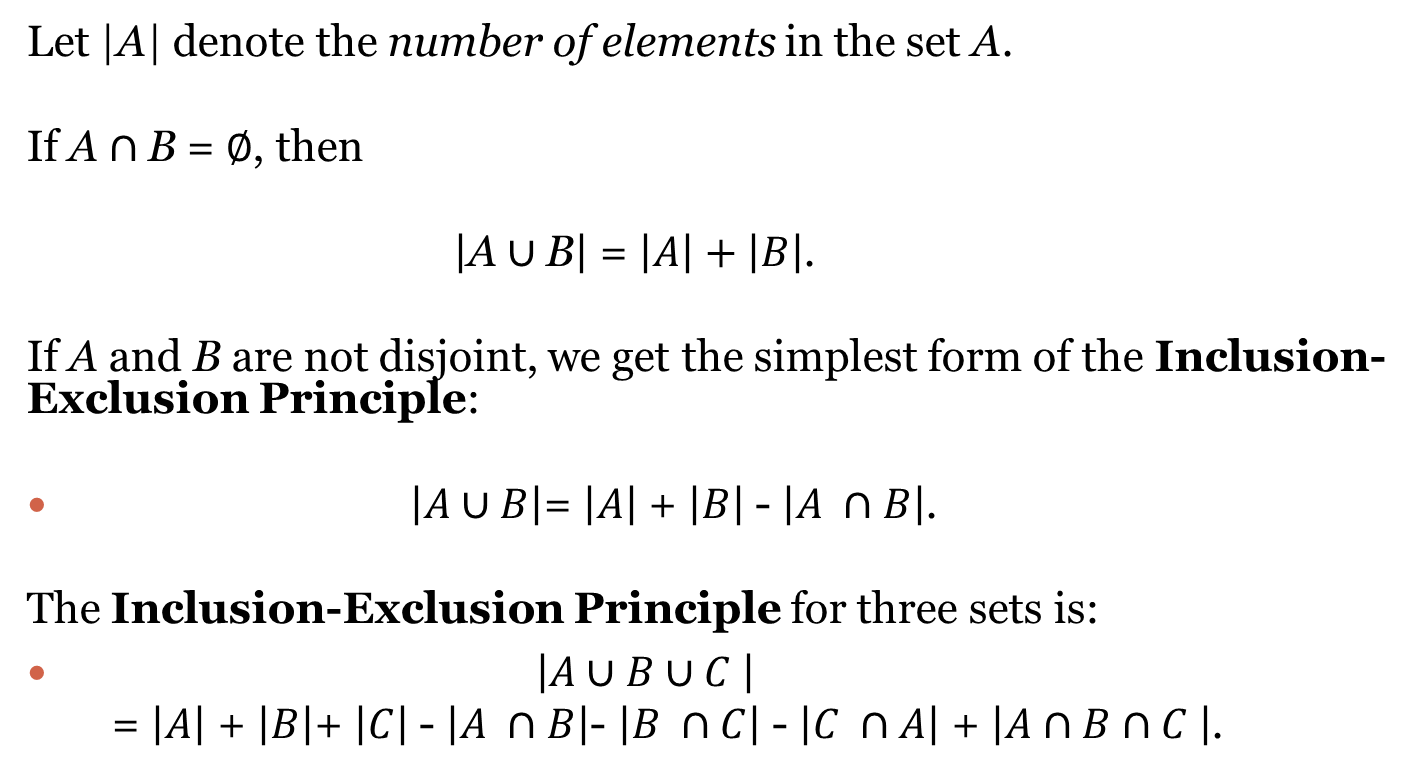 Let |A| denote the number of elements in the set A.
If A ∩ B = ∅, then
|A ∪ B| = |A| + |B|.
If A and B are not disjoint, we get the simplest form of the Inclusion-
Exclusion Principle:
• |A ∪ B|= |A| + |B| - |A ∩ B|.
The Inclusion-Exclusion Principle for three sets is:
• |A ∪ B ∪ C |
= |A| + |B|+ |C| - |A ∩ B|- |B ∩ C| - |C ∩ A| + |A ∩ B ∩ C |.